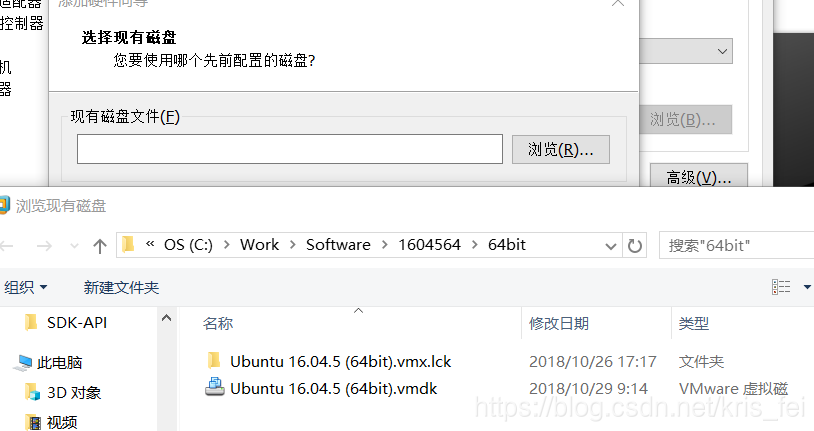 适配器
添加硬件向导
控制器
选择现有磁盘
您要使用哪个先前配置的磁盘?
机
器
现有磁盘文件(F)
浏览(R)...
浏览(B)...
高级(V)...
浏览现有磁盘
« OS (C:) › Work › Software › 1604564 › 64bit
搜索"64bit"
组织 新建文件夹
SDK-API
名称 修改日期 类型
此电脑
Ubuntu 16.04.5 (64bit).vmx.lck 2018/10/26 17:17 文件夹
3D 对象
Ubuntu 16.04.5 (64bit).vmdk 2018/10/29 9:14 VMware 虚拟磁
视频
https://blog.csdn.net/kris_fei